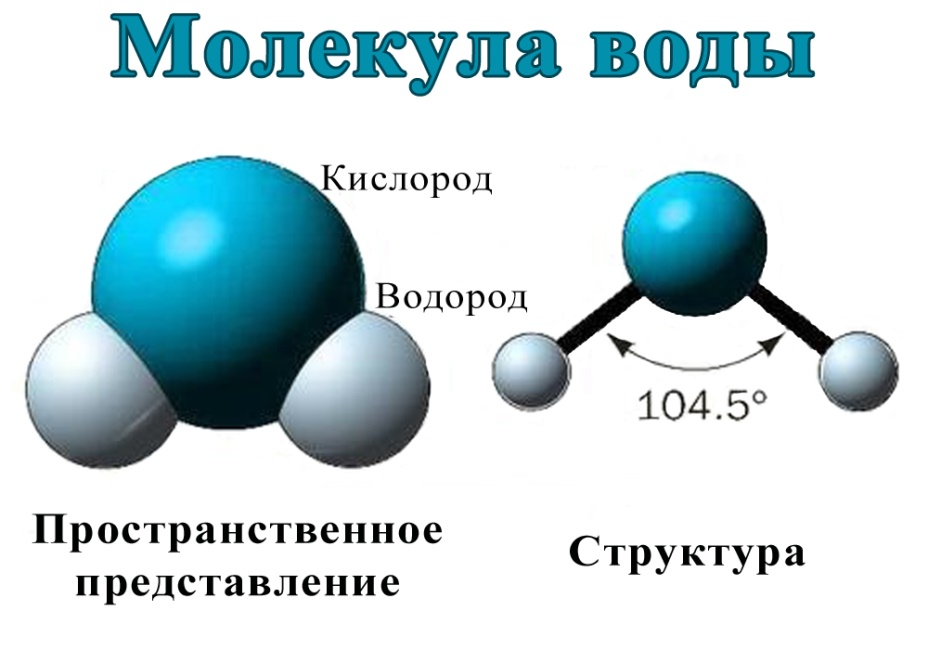 Молекула воды
Кислород
Водород
104.5°
Пространственное
представление
Структура